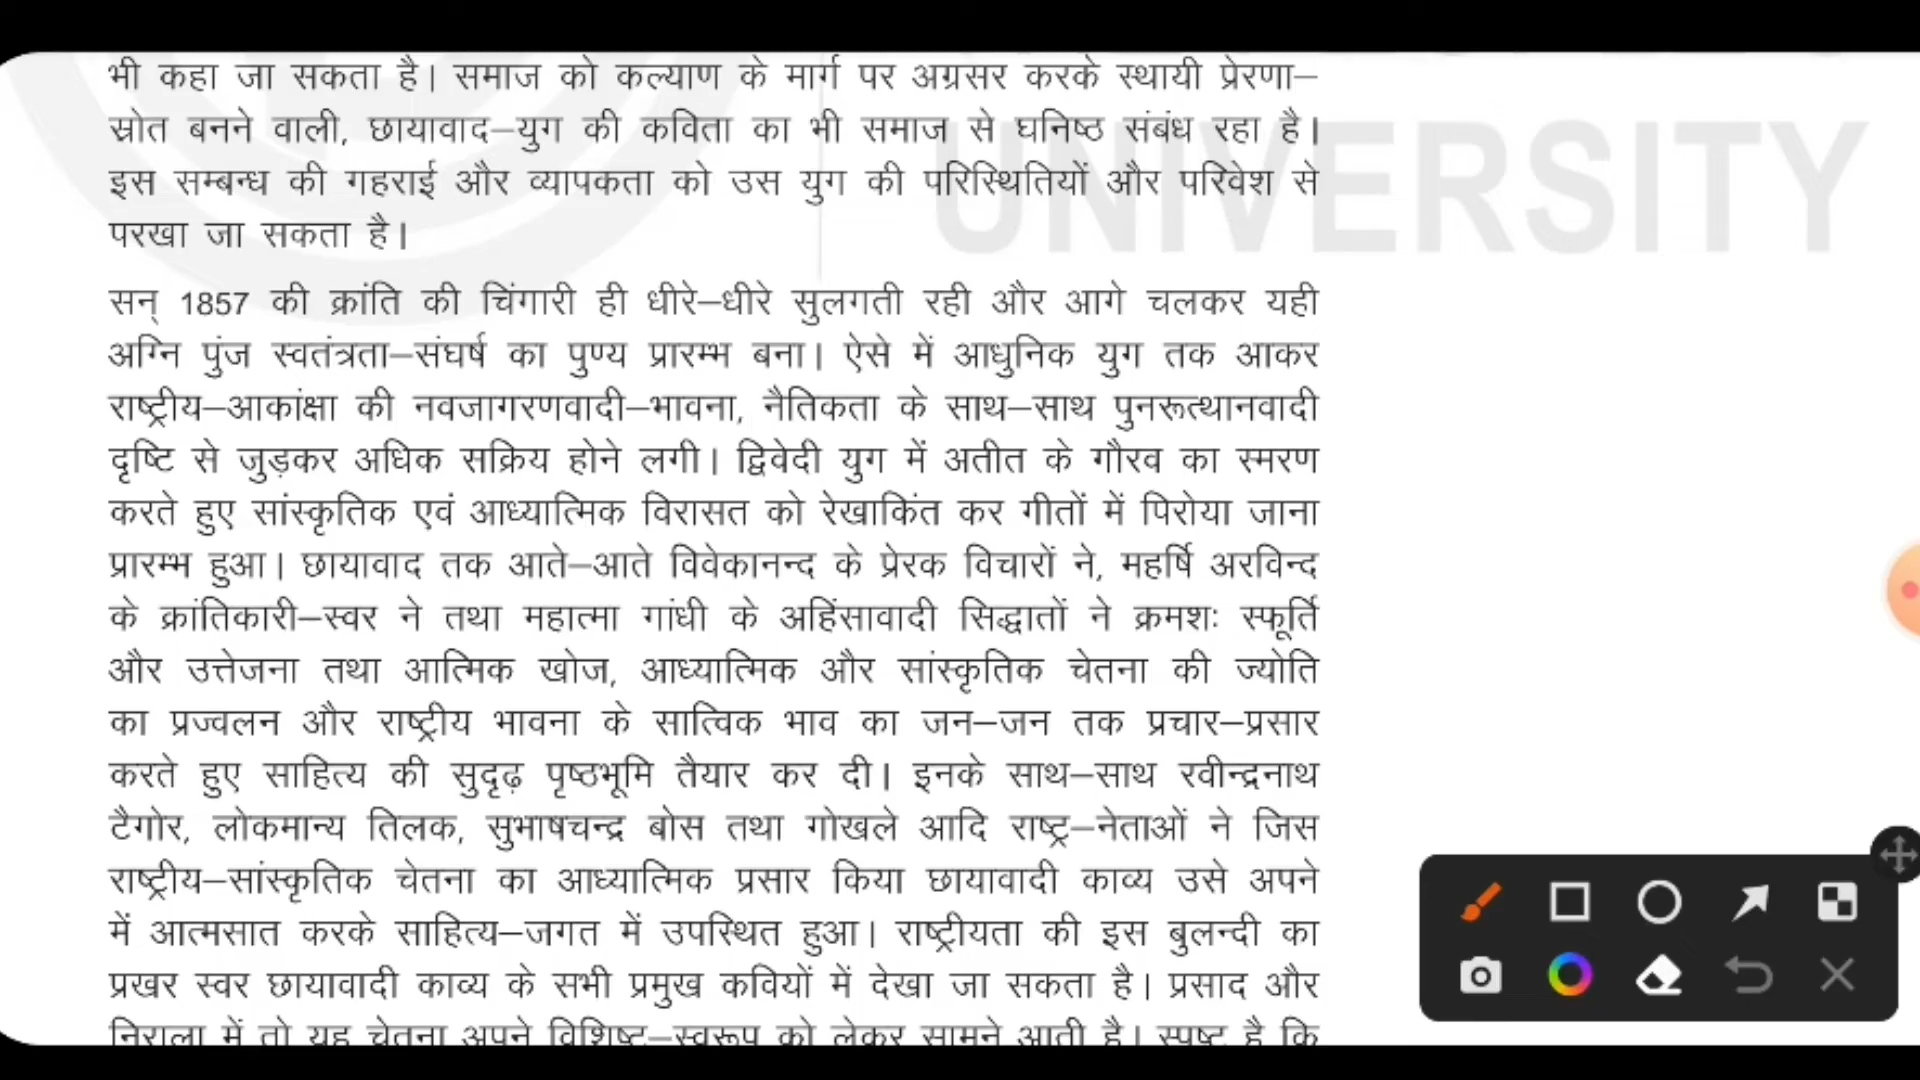 भी कहा जा सकता है। समाज को कल्याण के मार्ग पर अग्रसर करके स्थायी प्रेरणा–
स्रोत बनने वाली, छायावाद–युग की कविता का भी समाज से घनिष्ठ संबंध रहा है।
इस सम्बन्ध की गहराई और व्यापकता को उस युग की परिस्थितियों और परिवेश से
परखा जा सकता है।
UNIVERSITY
सन् 1857 की क्रांति की चिंगारी ही धीरे–धीरे सुलगती रही और आगे चलकर यही
अग्नि पुंज स्वतंत्रता–संघर्ष का पुण्य प्रारम्भ बना। ऐसे में आधुनिक युग तक आकर
राष्ट्रीय–आकांक्षा की नवजागरणवादी–भावना, नैतिकता के साथ–साथ पुनरूत्थानवादी
दृष्टि से जुड़कर अधिक सक्रिय होने लगी। द्विवेदी युग में अतीत के गौरव का स्मरण
करते हुए सांस्कृतिक एवं आध्यात्मिक विरासत को रेखाकिंत कर गीतों में पिरोया जाना
प्रारम्भ हुआ। छायावाद तक आते–आते विवेकानन्द के प्रेरक विचारों ने, महर्षि अरविन्द
के क्रांतिकारी–स्वर ने तथा महात्मा गांधी के अहिंसावादी सिद्धातों ने क्रमशः स्फूर्ति
और उत्तेजना तथा आत्मिक खोज, आध्यात्मिक और सांस्कृतिक चेतना की ज्योति
का प्रज्वलन और राष्ट्रीय भावना के सात्विक भाव का जन–जन तक प्रचार–प्रसार
करते हुए साहित्य की सुदृढ़ पृष्ठभूमि तैयार कर दी। इनके साथ–साथ रवीन्द्रनाथ
टैगोर, लोकमान्य तिलक, सुभाषचन्द्र बोस तथा गोखले आदि राष्ट्र–नेताओं ने जिस
राष्ट्रीय–सांस्कृतिक चेतना का आध्यात्मिक प्रसार किया छायावादी काव्य उसे अपने
में आत्मसात करके साहित्य–जगत में उपस्थित हुआ। राष्ट्रीयता की इस बुलन्दी का
प्रखर स्वर छायावादी काव्य के सभी प्रमुख कवियों में देखा जा सकता है। प्रसाद और
निराला में तो यह चेतना अपने विशिष्ट–स्वरूप को लेकर सामने आती है। स्पष्ट है कि